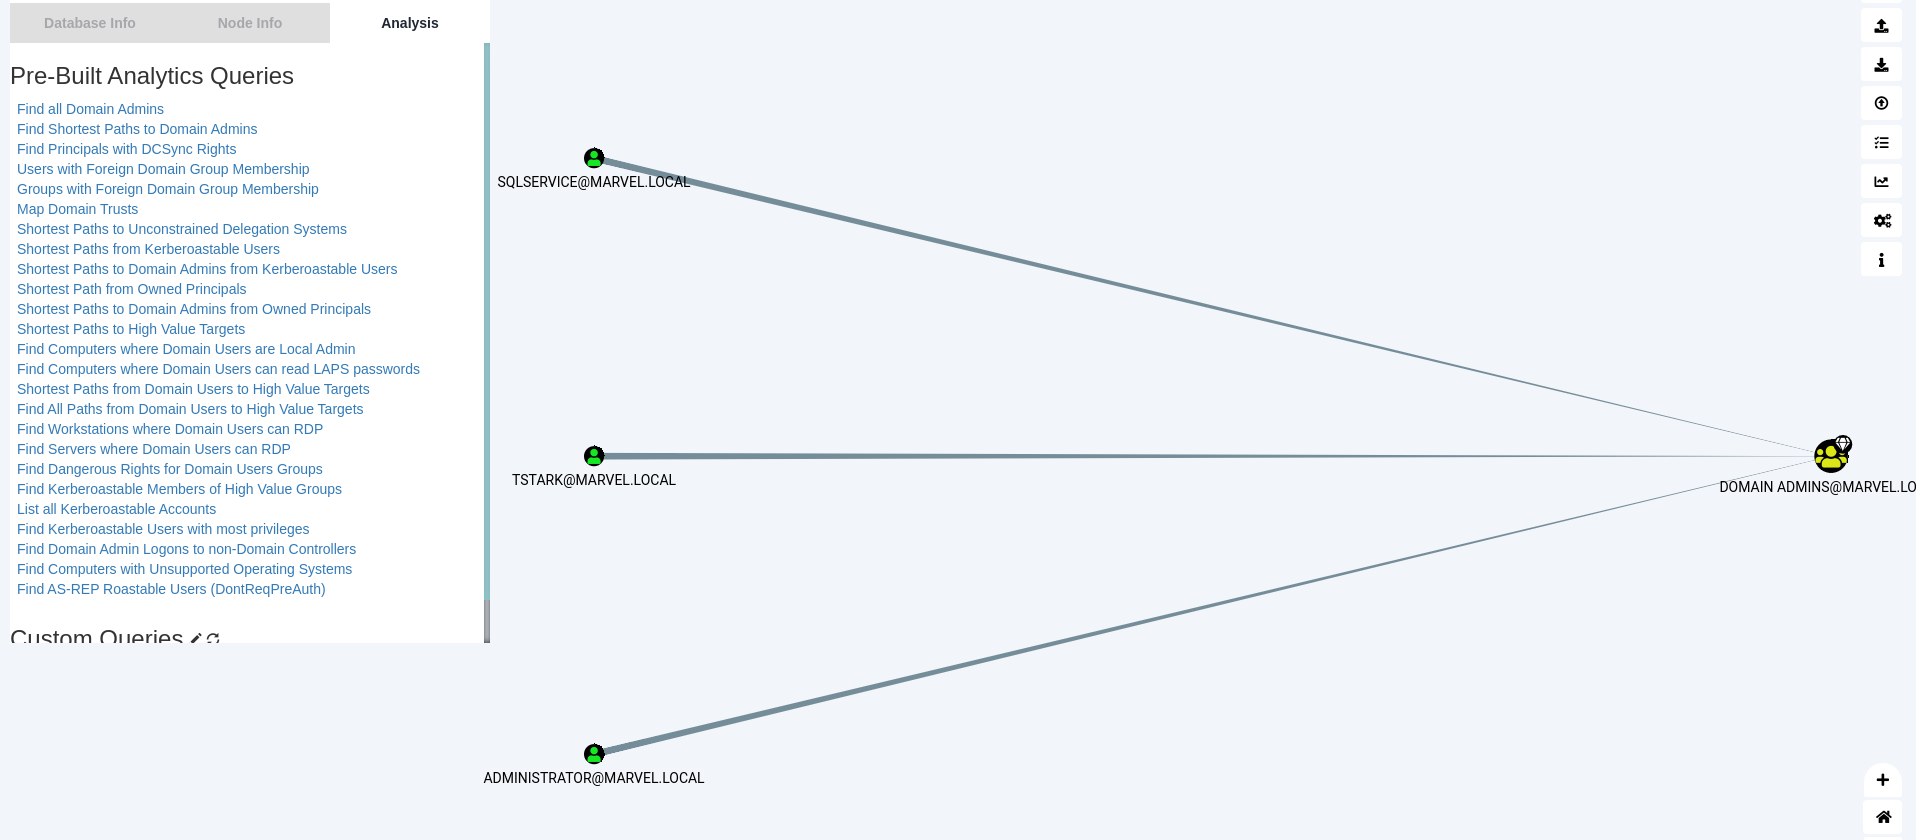 Database Info
Node Info
Analysis
Pre-Built Analytics Queries
Find all Domain Admins
Find Shortest Paths to Domain Admins
Find Principals with DCSync Rights
Users with Foreign Domain Group Membership
Groups with Foreign Domain Group Membership
Map Domain Trusts
Shortest Paths to Unconstrained Delegation Systems
Shortest Paths from Kerberoastable Users
Shortest Paths to Domain Admins from Kerberoastable Users
Shortest Path from Owned Principals
Shortest Paths to Domain Admins from Owned Principals
Shortest Paths to High Value Targets
Find Computers where Domain Users are Local Admin
Find Computers where Domain Users can read LAPS passwords
Shortest Paths from Domain Users to High Value Targets
Find All Paths from Domain Users to High Value Targets
Find Workstations where Domain Users can RDP
Find Servers where Domain Users can RDP
Find Dangerous Rights for Domain Users Groups
Find Kerberoastable Members of High Value Groups
List all Kerberoastable Accounts
Find Kerberoastable Users with most privileges
Find Domain Admin Logons to non-Domain Controllers
Find Computers with Unsupported Operating Systems
Find AS-REP Roastable Users (DontReqPreAuth)
Custom Queries
SQLSERVICE@MARVEL.LOCAL
TSTARK@MARVEL.LOCAL
DOMAIN ADMINS@MARVEL.LO
ADMINISTRATOR@MARVEL.LOCAL